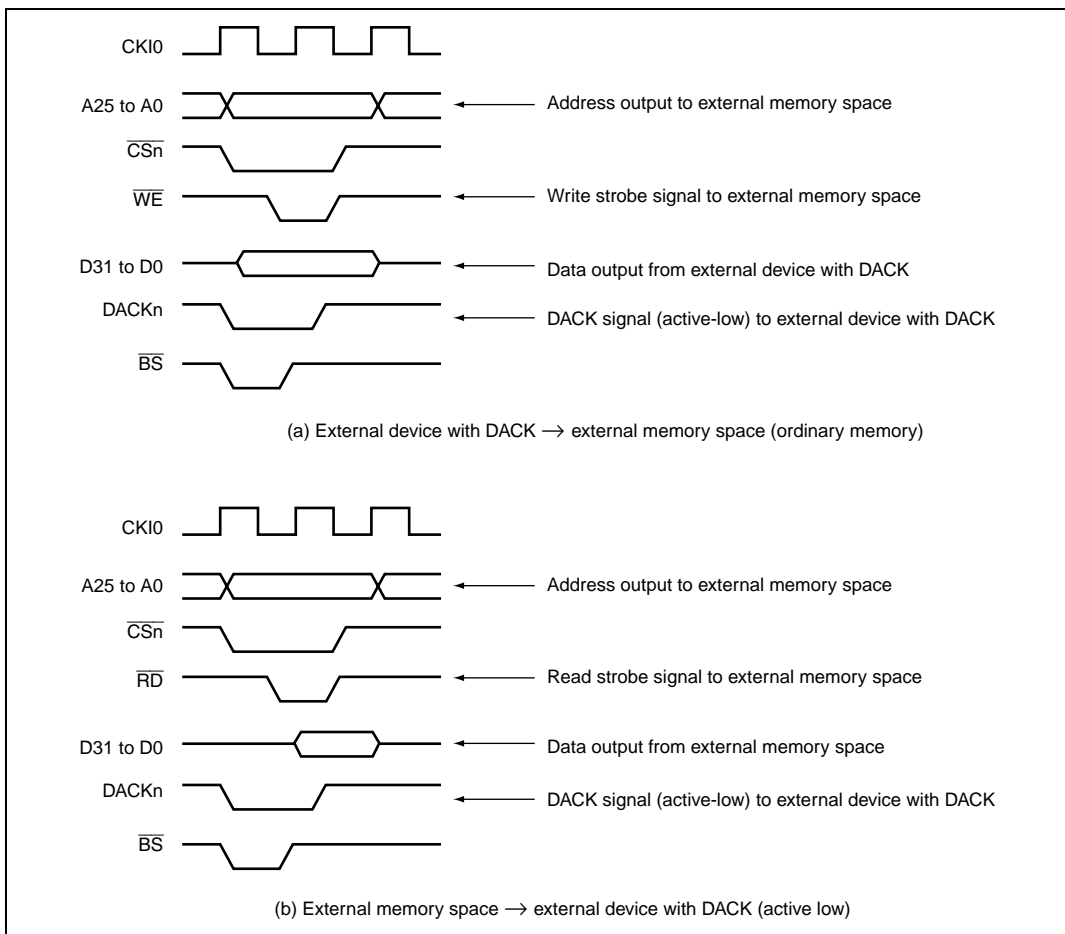 CKI0
A25 to A0 Address output to external memory space
CSn
WE Write strobe signal to external memory space
D31 to D0 Data output from external device with DACK
DACKn DACK signal (active-low) to external device with DACK
BS
(a) External device with DACK → external memory space (ordinary memory)
CKI0
A25 to A0 Address output to external memory space
CSn
RD Read strobe signal to external memory space
D31 to D0 Data output from external memory space
DACKn DACK signal (active-low) to external device with DACK
BS
(b) External memory space → external device with DACK (active low)